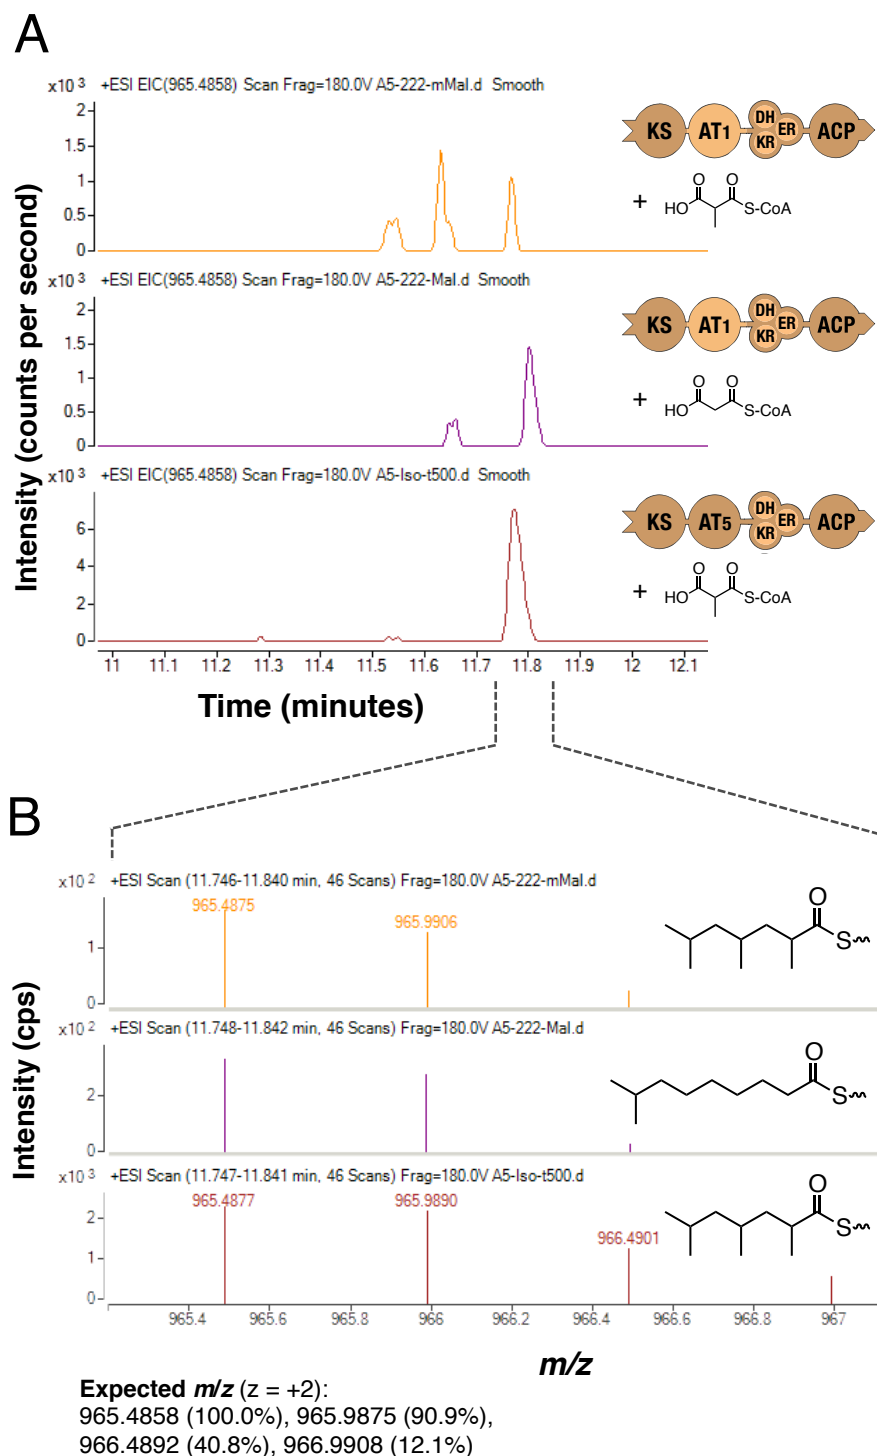 A
x10 3 +ESI EIC(965.4858) Scan Frag=180.0V A5-222-mMal.d Smooth
2
1.5
1
0.5
0
KS AT1 DH KR ER ACP
+ HO O O S-CoA
x10 3 +ESI EIC(965.4858) Scan Frag=180.0V A5-222-Mal.d Smooth
2
1.5
1
0.5
0
KS AT1 DH KR ER ACP
+ HO O O S-CoA
x10 3 +ESI EIC(965.4858) Scan Frag=180.0V A5-Iso-t500.d Smooth
6
4
2
0
KS AT5 DH KR ER ACP
+ HO O O S-CoA
Intensity (counts per second)
11 11.1 11.2 11.3 11.4 11.5 11.6 11.7 11.8 11.9 12 12.1
Time (minutes)
B
x10 2 +ESI Scan (11.746-11.840 min, 46 Scans) Frag=180.0V A5-222-mMal.d
965.4875
965.9906
1
0
O
S
x10 2 +ESI Scan (11.748-11.842 min, 46 Scans) Frag=180.0V A5-222-Mal.d
2
0
O
S
x10 3 +ESI Scan (11.747-11.841 min, 46 Scans) Frag=180.0V A5-Iso-t500.d
965.4877
965.9890
966.4901
2
1
0
O
S
Intensity (cps)
965.4 965.6 965.8 966 966.2 966.4 966.6 966.8 967
m/z
Expected m/z (z = +2):
965.4858 (100.0%), 965.9875 (90.9%),
966.4892 (40.8%), 966.9908 (12.1%)